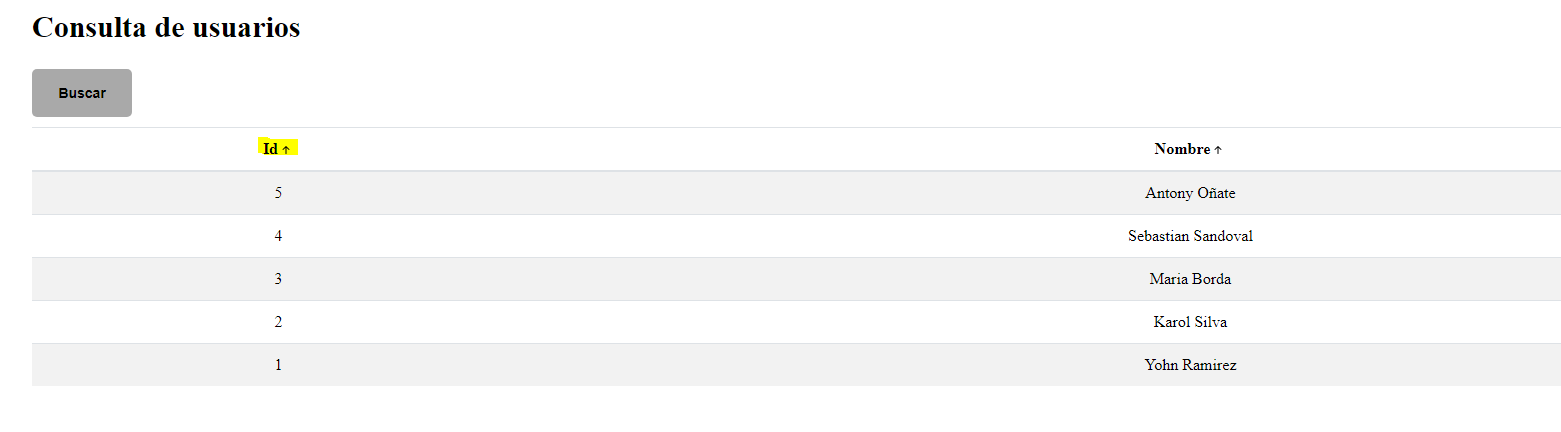 Consulta de usuarios
Buscar
Id ↑ Nombre ↑
5 Antony Oñate
4 Sebastian Sandoval
3 Maria Borda
2 Karol Silva
1 Yohn Ramirez